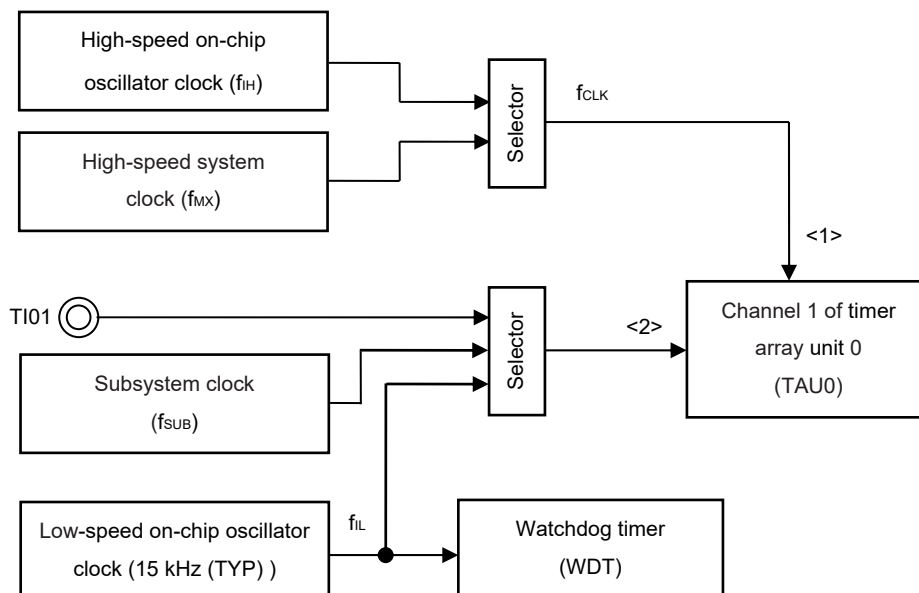 High-speed on-chip
oscillator clock (fIH)
Selector
fCLK
High-speed system
clock (fMX)
<1>
TI01
Selector
<2>
Channel 1 of timer
array unit 0
(TAU0)
Subsystem clock
(fSUB)
Low-speed on-chip oscillator
clock (15 kHz (TYP) )
fIL
Watchdog timer
(WDT)